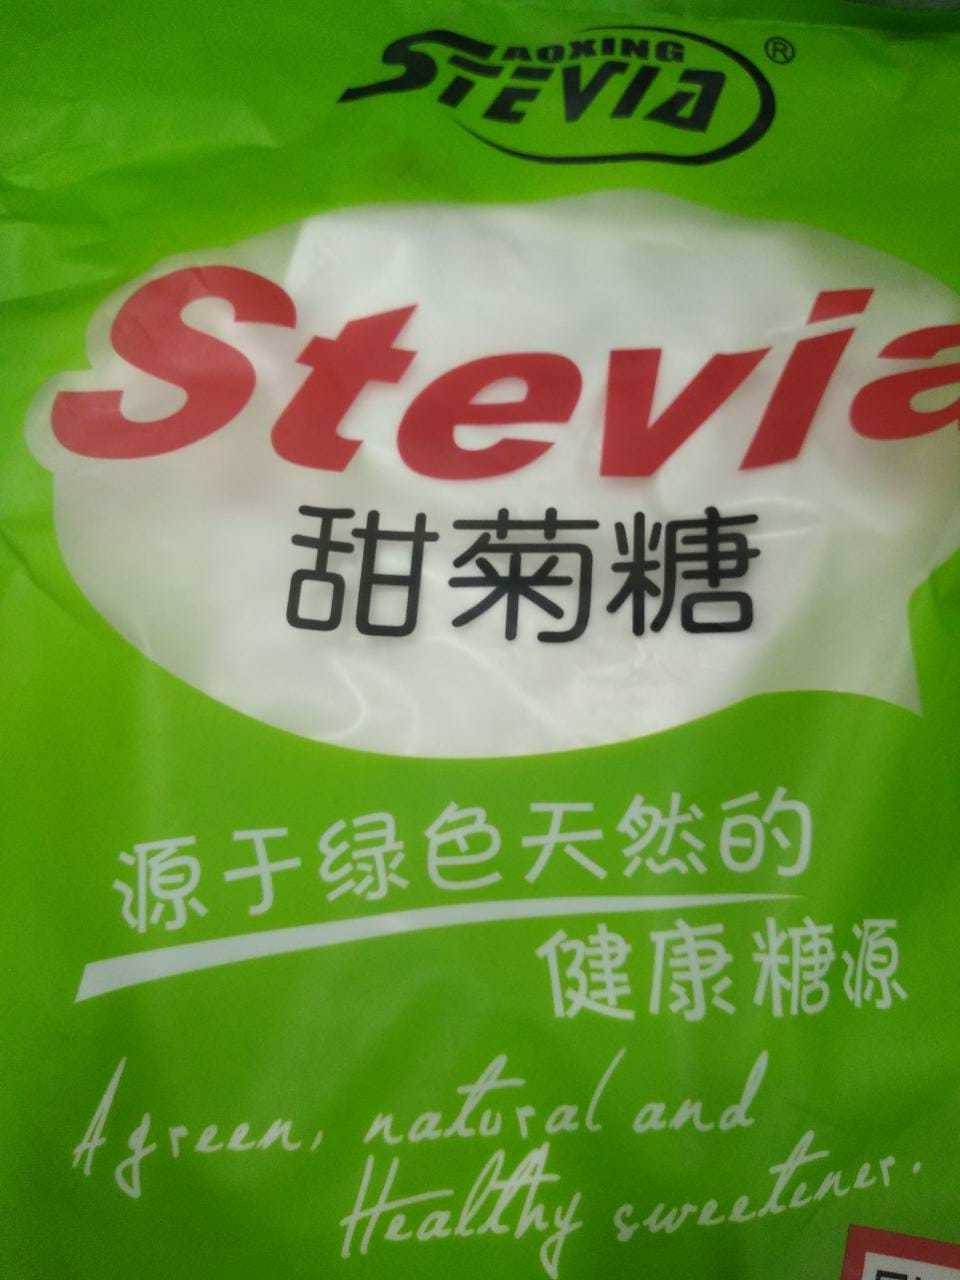 AOXING
STEVIA ®
Stevia
甜菊糖
源于绿色天然的
健康糖源
A green, natural and
Healthy sweetener.